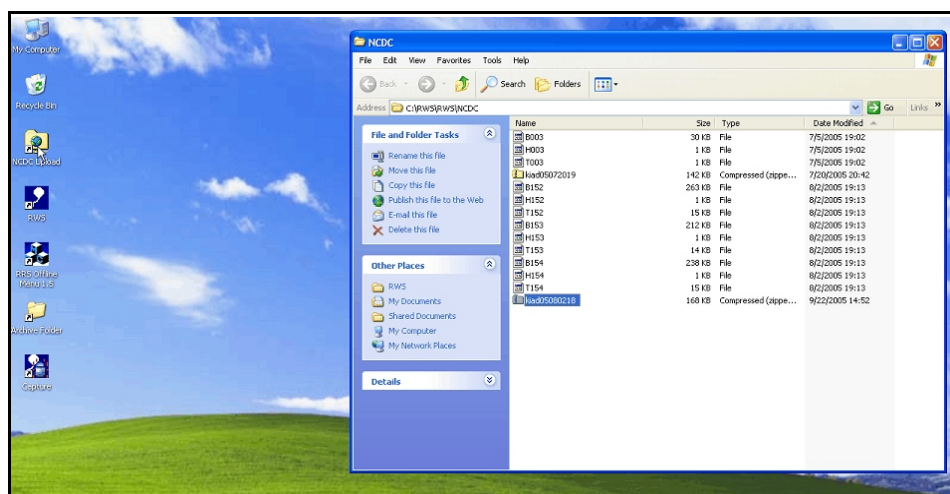 My Computer
Recycle Bin
NCDC Upload
RWS
RRS Offline
Menu 1.5
Archive Folder
Capture
NCDC
File Edit View Favorites Tools Help
Back Search Folders
Address C:\RWS\RWS\NCDC Go Links »
File and Folder Tasks
Rename this file
Move this file
Copy this file
Publish this file to the Web
E-mail this file
Delete this file
Other Places
RWS
My Documents
Shared Documents
My Computer
My Network Places
Details
Name Size Type Date Modified
B003 30 KB File 7/5/2005 19:02
H003 1 KB File 7/5/2005 19:02
T003 1 KB File 7/5/2005 19:02
kiad05072019 142 KB Compressed (zippe... 7/20/2005 20:42
B152 263 KB File 8/2/2005 19:13
H152 1 KB File 8/2/2005 19:13
T152 15 KB File 8/2/2005 19:13
B153 212 KB File 8/2/2005 19:13
H153 1 KB File 8/2/2005 19:13
T153 14 KB File 8/2/2005 19:13
B154 238 KB File 8/2/2005 19:13
H154 1 KB File 8/2/2005 19:13
T154 15 KB File 8/2/2005 19:13
kiad05080218 168 KB Compressed (zippe... 9/22/2005 14:52